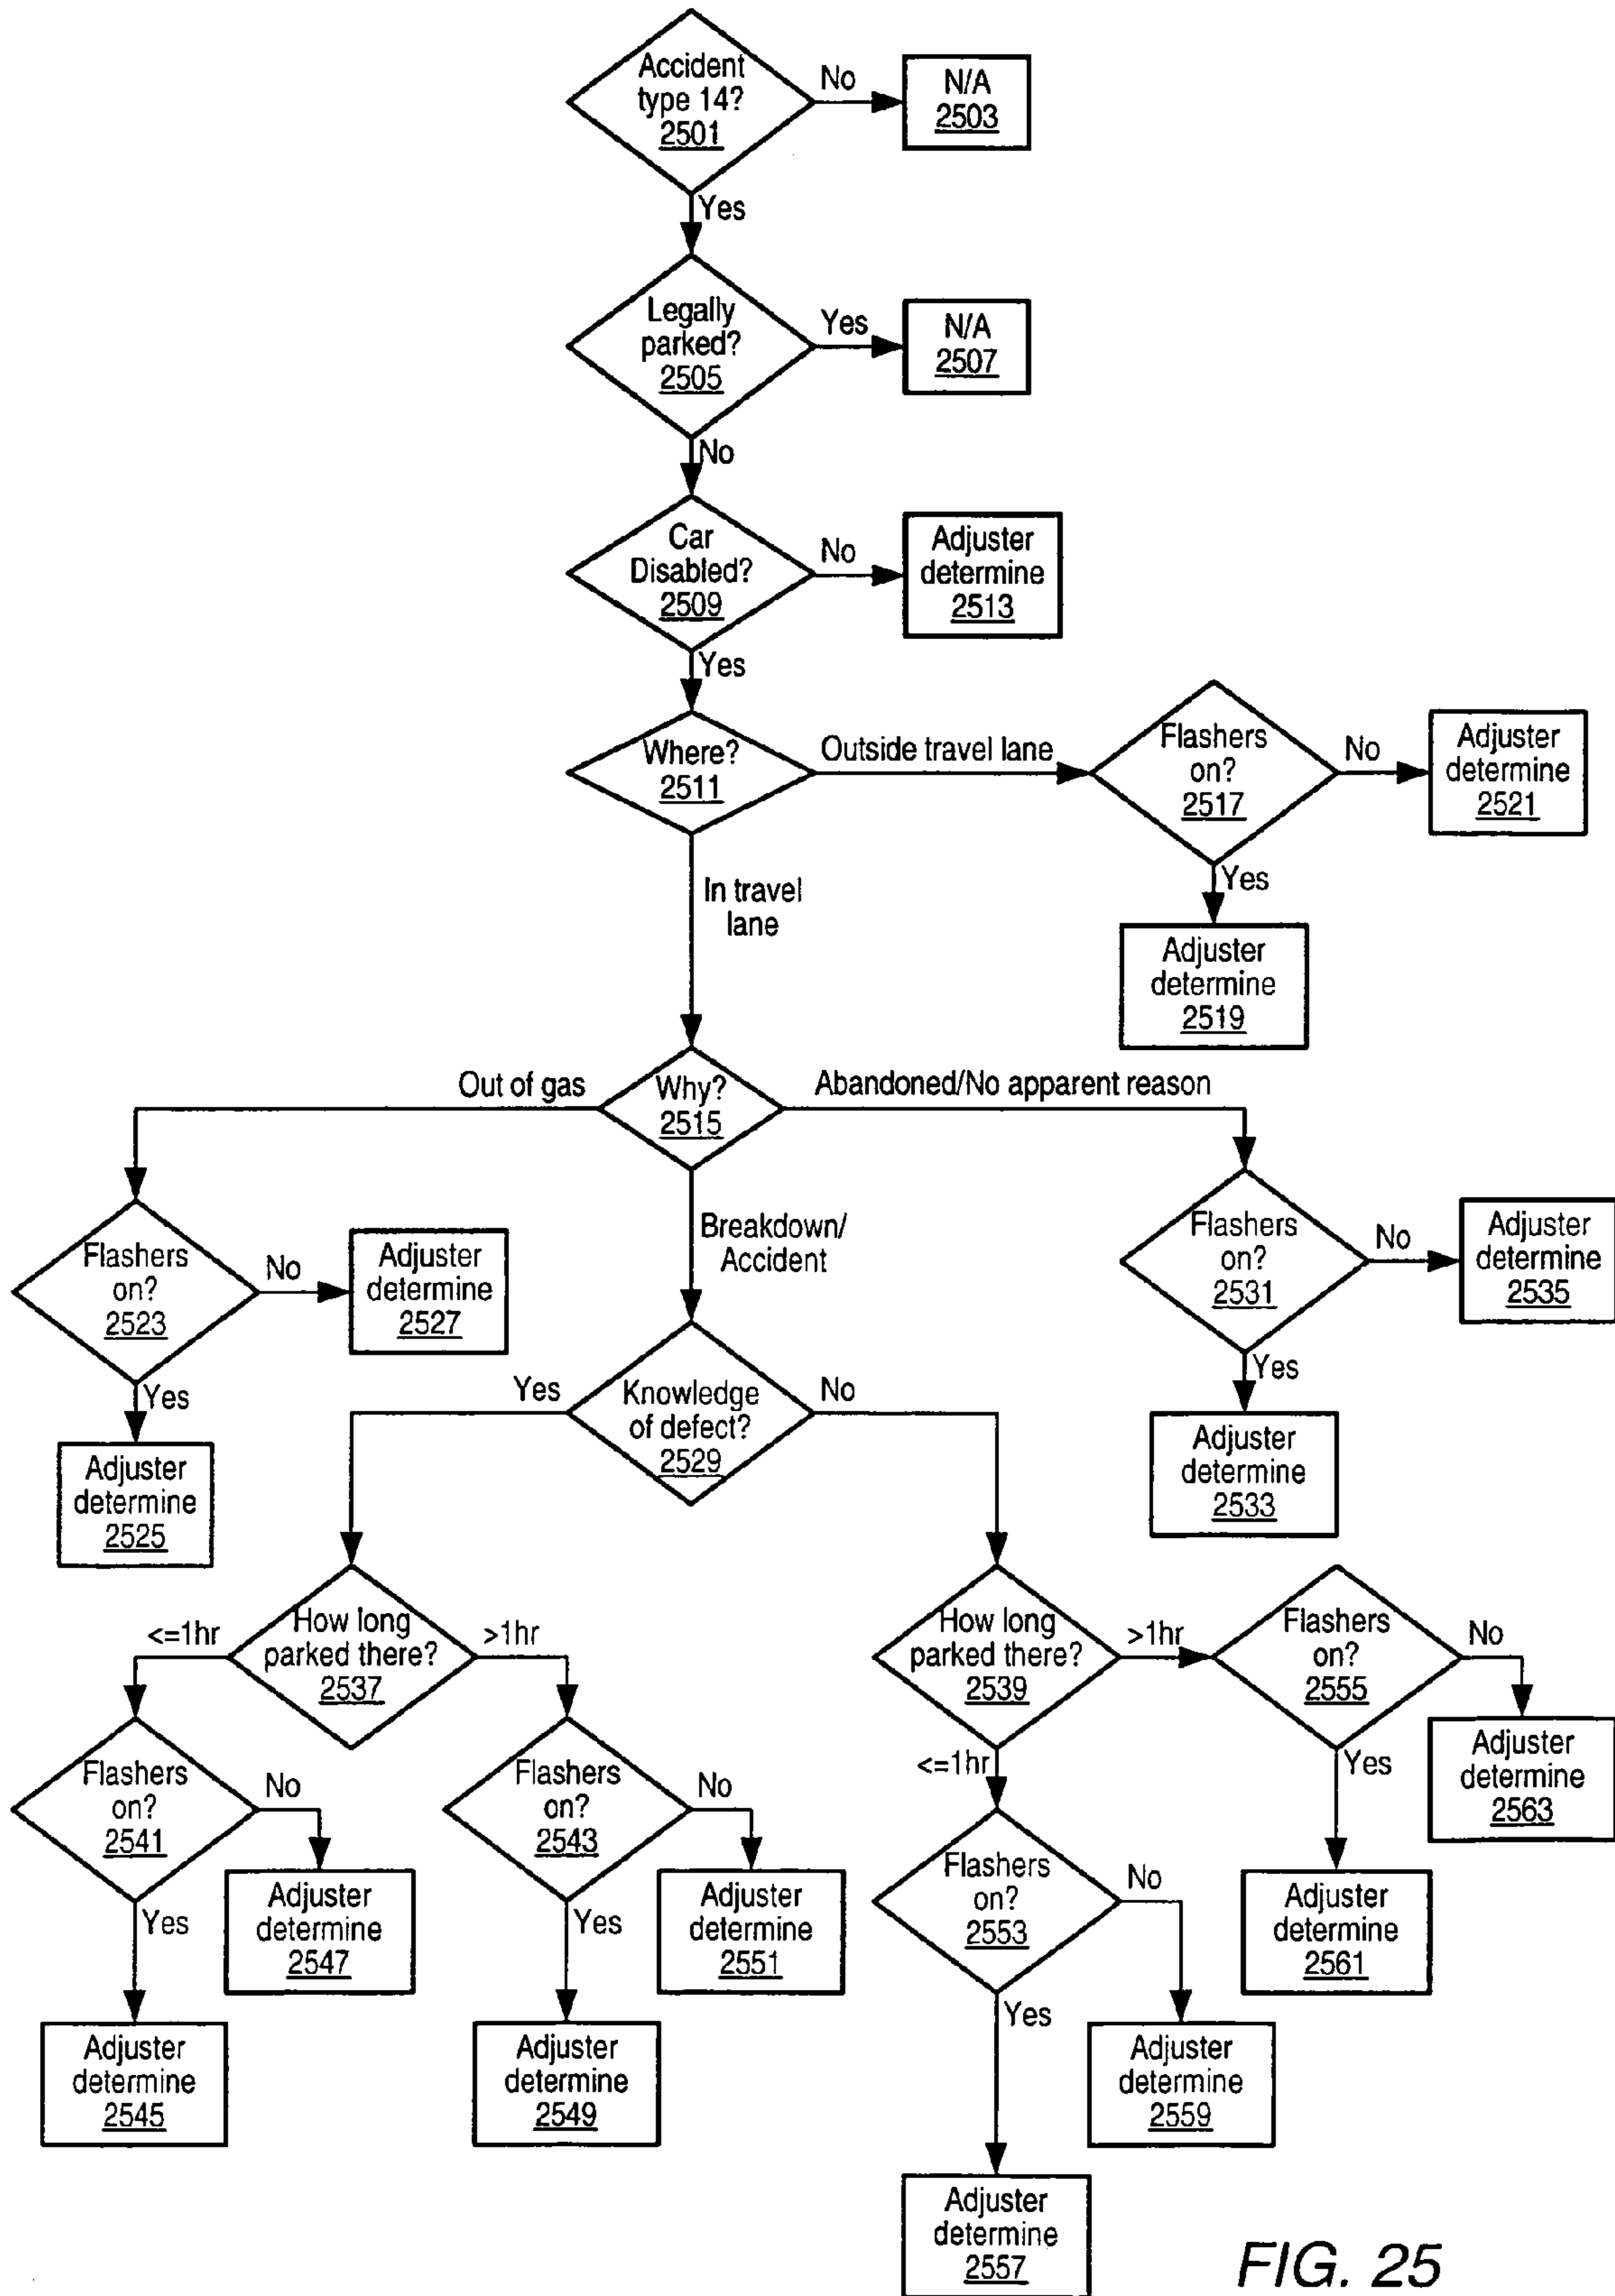 Accident
type 14?
2501
No
N/A
2503
Yes
Legally
parked?
2505
Yes
N/A
2507
No
Car
Disabled?
2509
No
Adjuster
determine
2513
Yes
Where?
2511
Outside travel lane
Flashers
on?
2517
No
Adjuster
determine
2521
Yes
Adjuster
determine
2519
In travel
lane
Why?
2515
Out of gas
Abandoned/No apparent reason
Flashers
on?
2523
No
Adjuster
determine
2527
Yes
Adjuster
determine
2525
Breakdown/
Accident
Flashers
on?
2531
No
Adjuster
determine
2535
Yes
Adjuster
determine
2533
Knowledge
of defect?
2529
Yes
No
How long
parked there?
2537
<=1hr
>1hr
Flashers
on?
2541
No
Adjuster
determine
2547
Yes
Adjuster
determine
2545
Flashers
on?
2543
No
Adjuster
determine
2551
Yes
Adjuster
determine
2549
How long
parked there?
2539
>1hr
<=1hr
Flashers
on?
2555
No
Adjuster
determine
2563
Yes
Adjuster
determine
2561
Flashers
on?
2553
No
Adjuster
determine
2559
Yes
Adjuster
determine
2557
FIG. 25